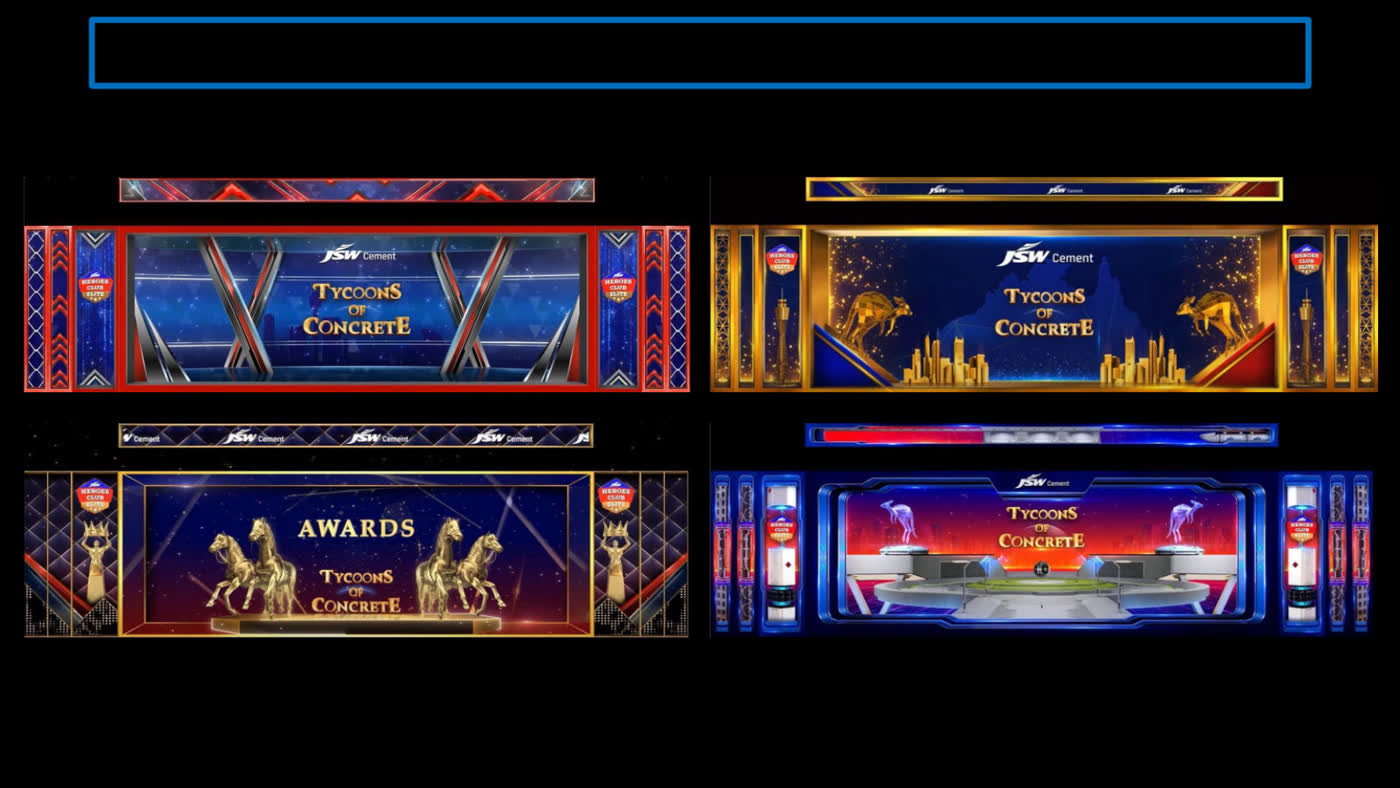 JSW Cement
TYCOONS
OF
CONCRETE
HEROES
CLUB
ELITE
HEROES
CLUB
ELITE
JSW Cement JSW Cement JSW Cement
JSW Cement
TYCOONS
OF
CONCRETE
HEROES
CLUB
ELITE
HEROES
CLUB
ELITE
Cement JSW Cement JSW Cement JSW Cement
AWARDS
TYCOONS
OF
CONCRETE
HEROES
CLUB
ELITE
HEROES
CLUB
ELITE
JSW Cement
TYCOONS
OF
CONCRETE
HEROES
CLUB
ELITE
HEROES
CLUB
ELITE